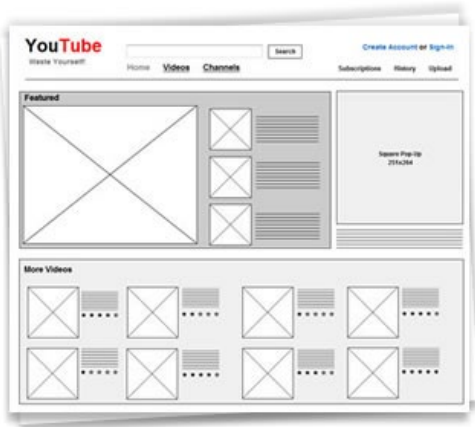 YouTube
Waste Yourself!
Search
Create Account or Sign-In
Home Videos Channels
Subscriptions History Upload
Featured
Square Pop-Up
More Videos